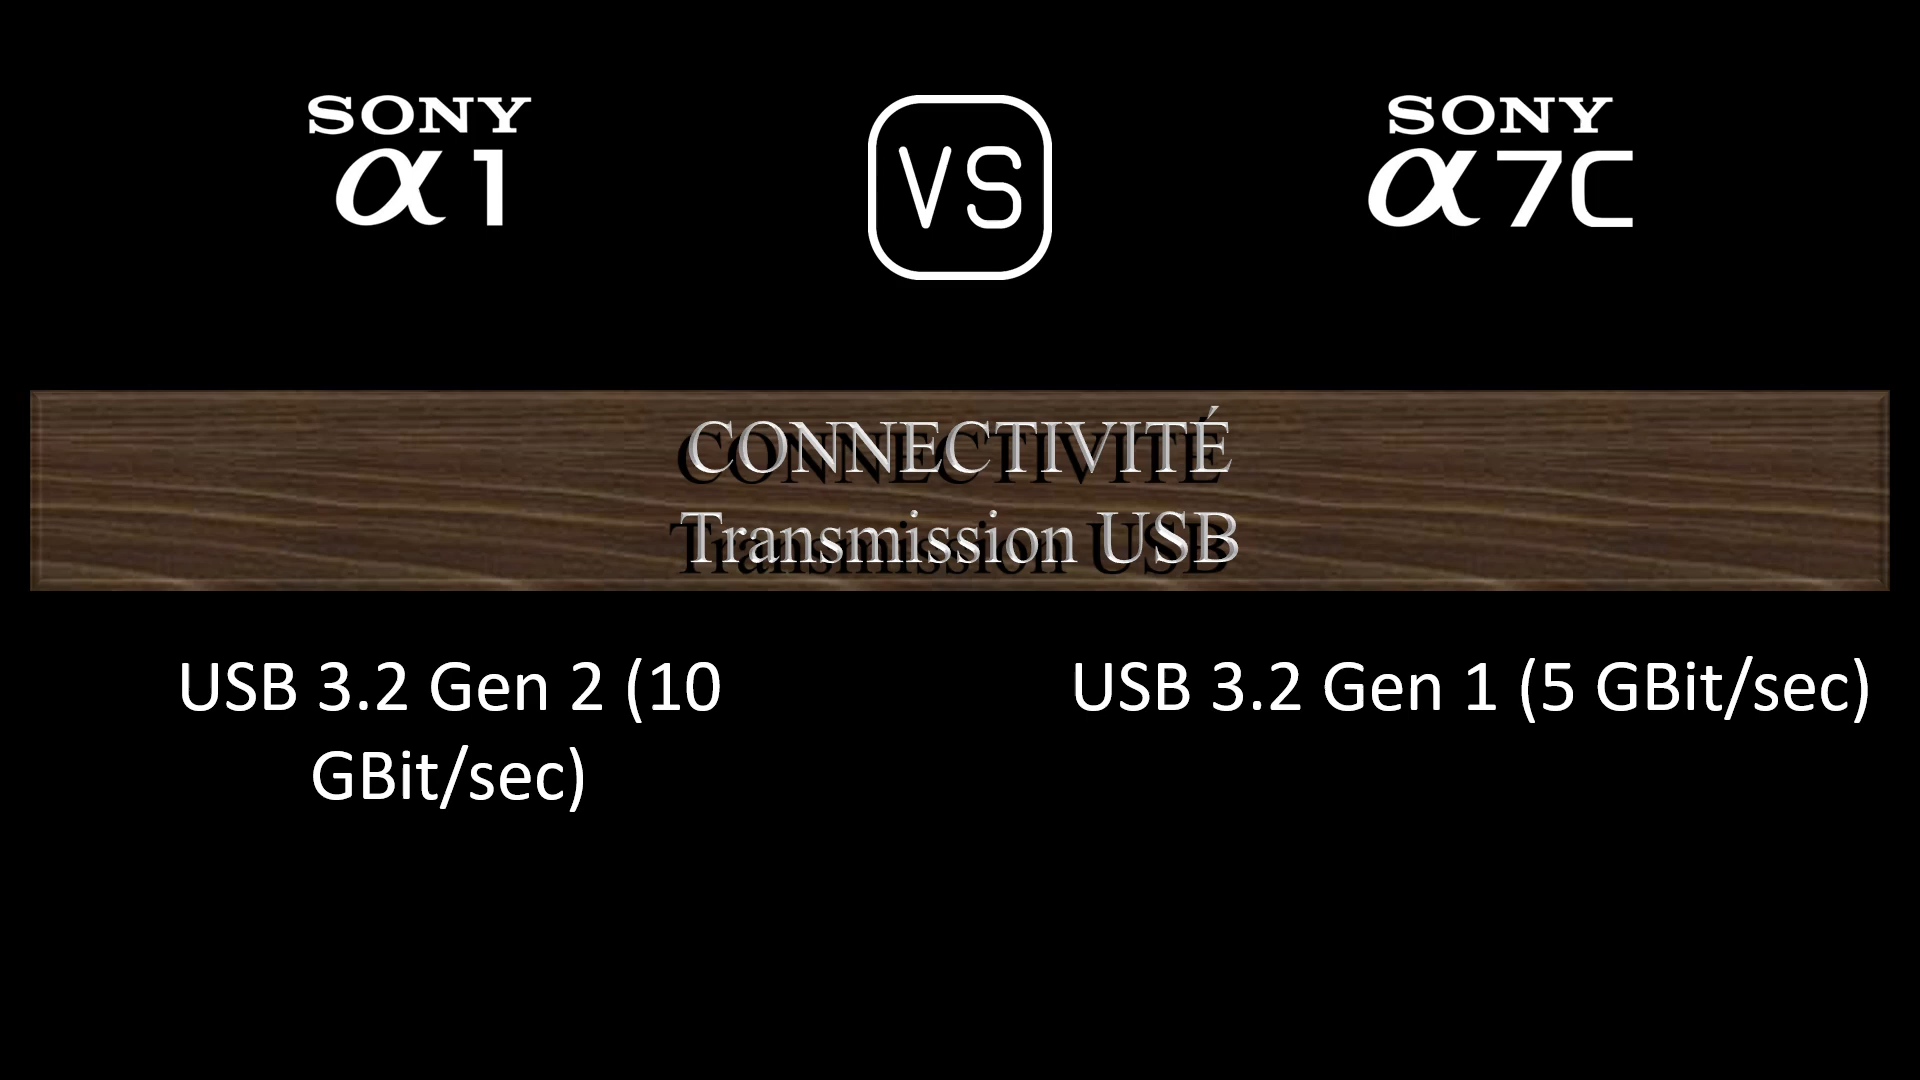 SONY
α1
VS
SONY
α7C
CONNECTIVITÉ
Transmission USB
USB 3.2 Gen 2 (10
GBit/sec)
USB 3.2 Gen 1 (5 GBit/sec)